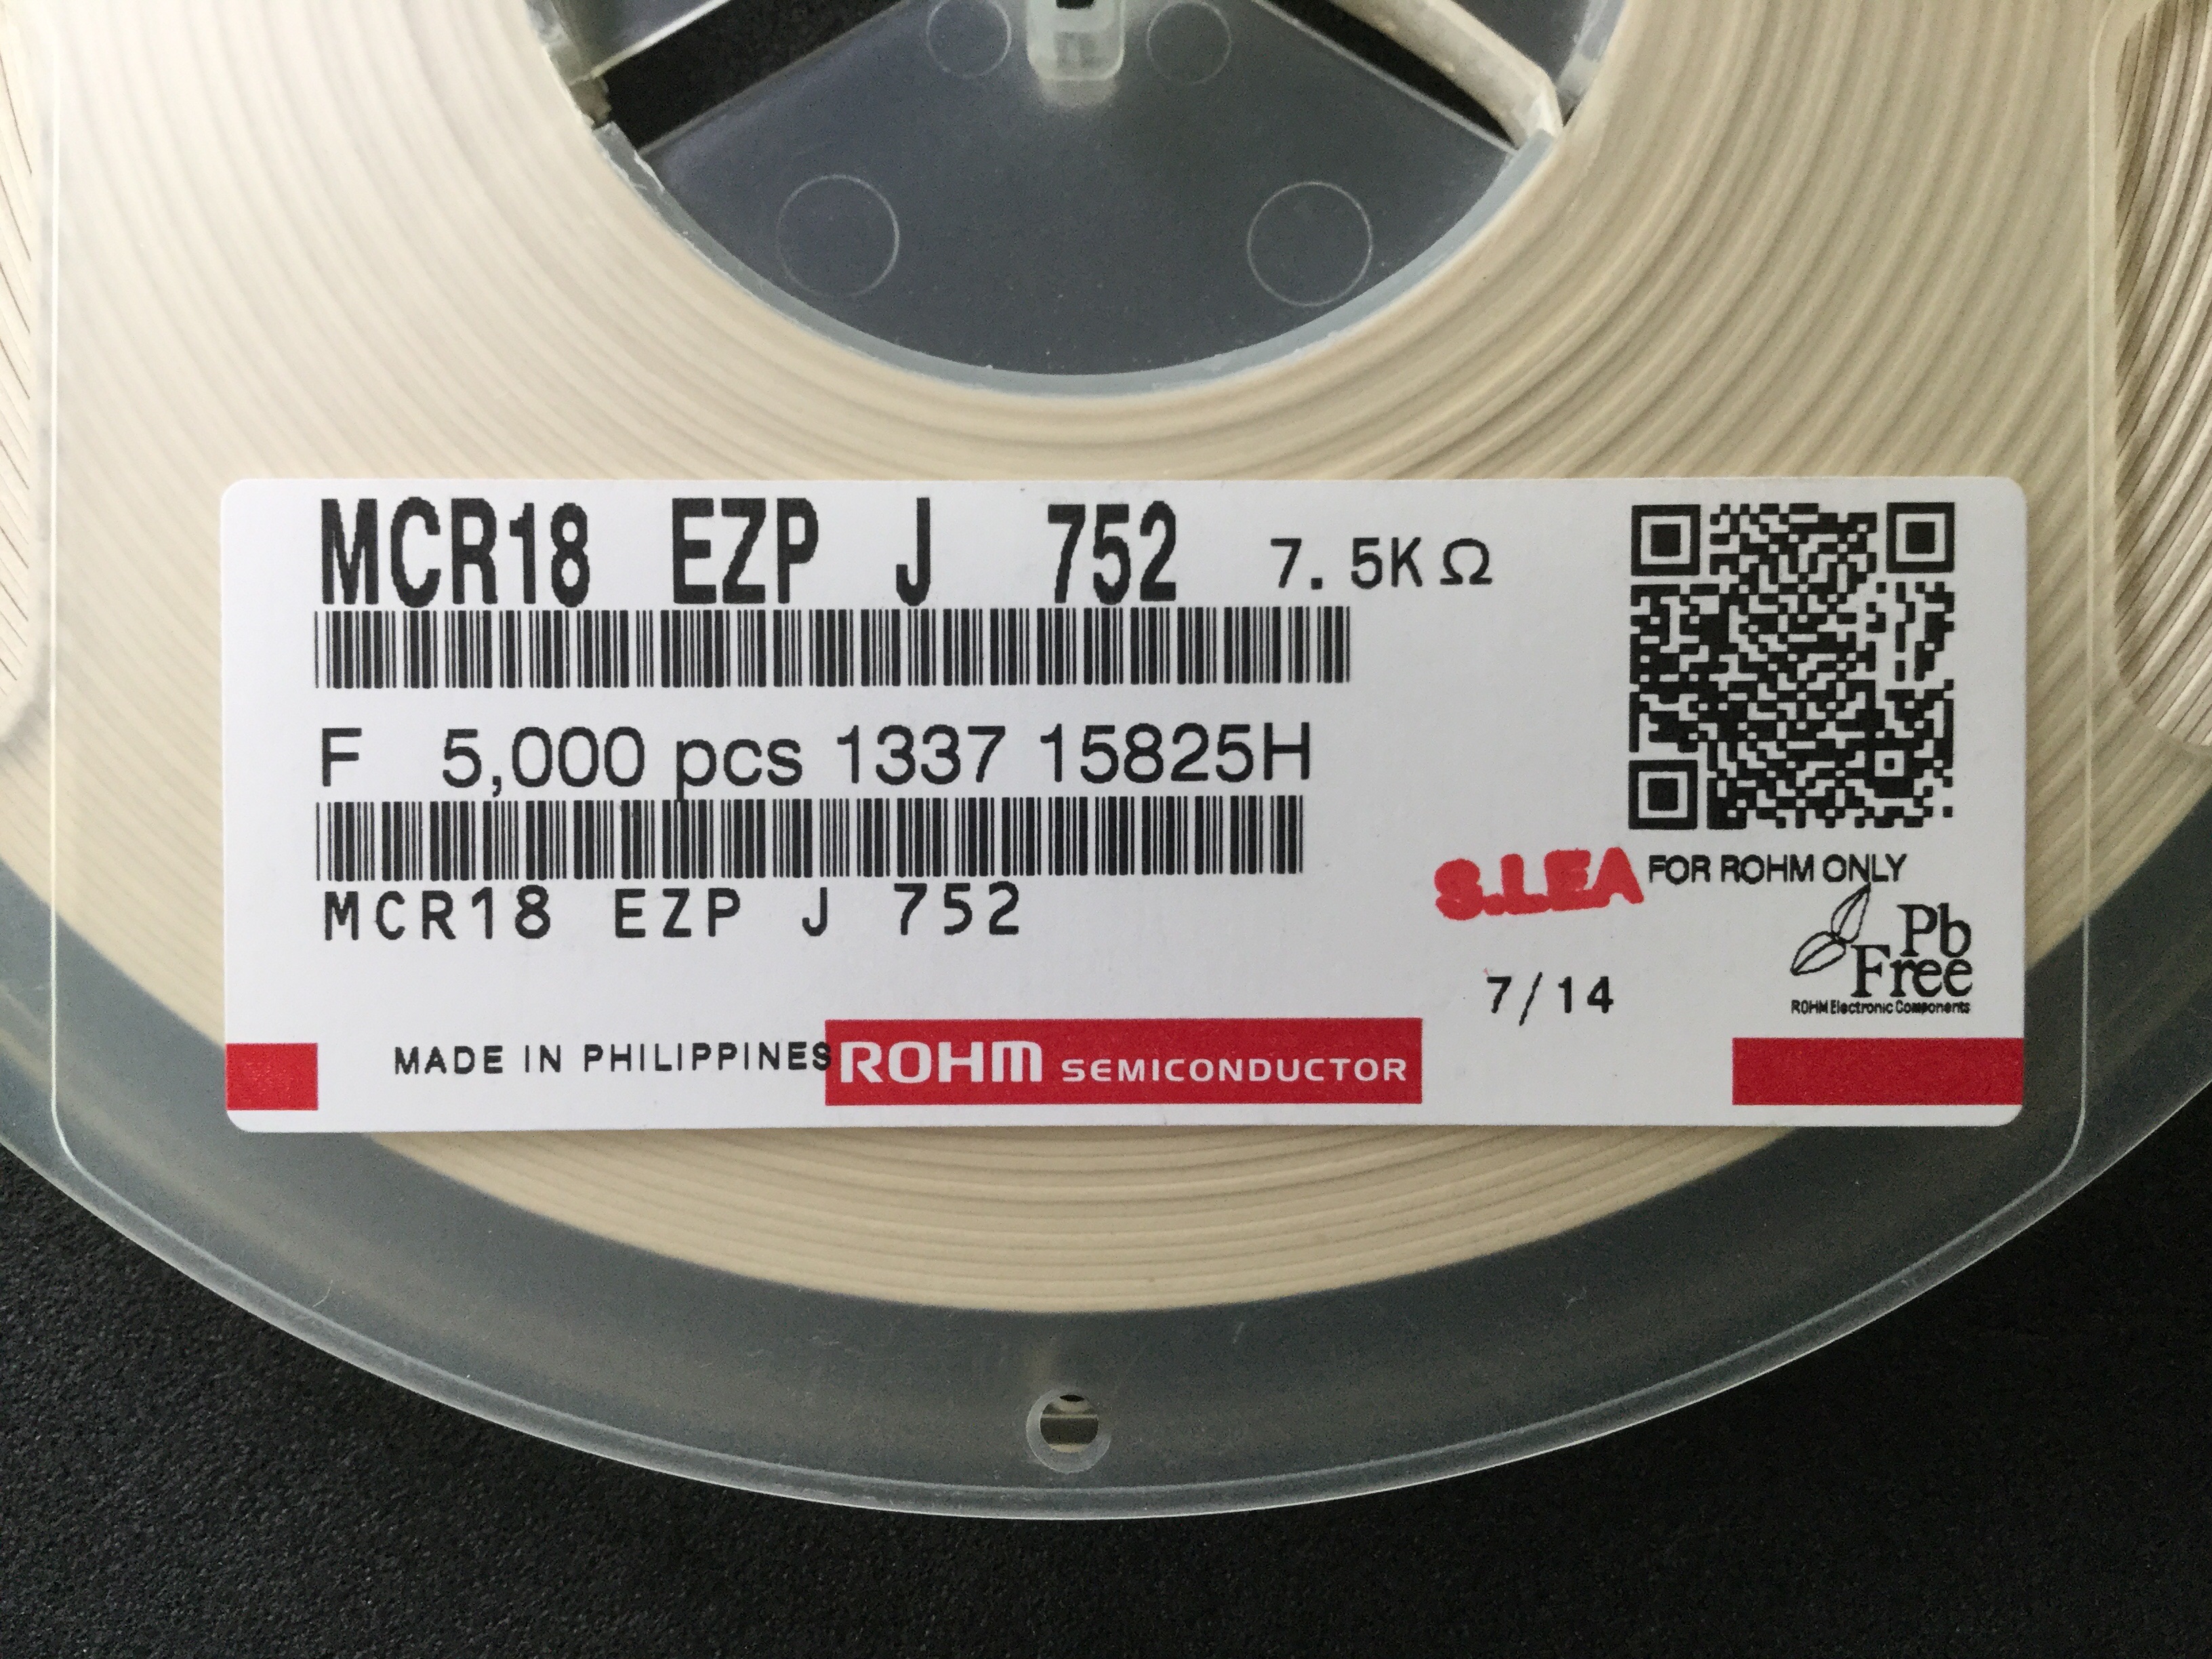 MCR18 EZP J 752 7.5KΩ
F 5,000 pcs 1337 15825H
MCR18 EZP J 752
S.LEA FOR ROHM ONLY
Pb
Free
ROHM Electronic Components
7/14
MADE IN PHILIPPINES ROHM SEMICONDUCTOR